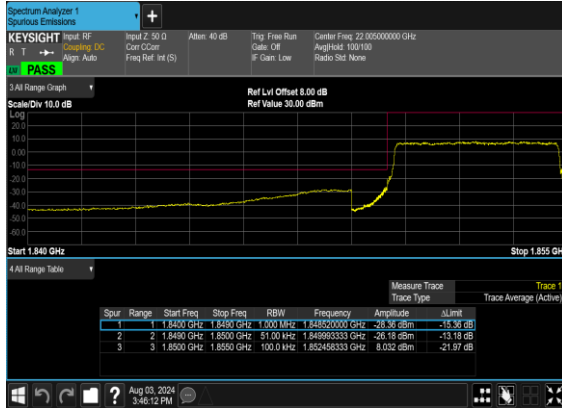 Spectrum Analyzer 1
Spurious Emissions
+
KEYSIGHT Input: RF Input Z: 50 Ω Atten: 40 dB Trig: Free Run Center Freq: 22.005000000 GHz
R T Coupling: DC Corr CCorr Gate: Off Avg|Hold: 100/100
Align: Auto Freq Ref: Int (S) IF Gain: Low Radio Std: None
PASS
3 All Range Graph
Ref Lvl Offset 8.00 dB
Scale/Div 10.0 dB Ref Value 30.00 dBm
Log
20.0
10.0
0.00
-10.0
-20.0
-30.0
-40.0
-50.0
-60.0
Start 1.840 GHz Stop 1.855 GH
4 All Range Table
Measure Trace Trace 1
Trace Type Trace Average (Active)
Spur Range Start Freq Stop Freq RBW Frequency Amplitude ΔLimit
1 1 1.8400 GHz 1.8490 GHz 1.000 MHz 1.848520000 GHz -28.36 dBm -15.36 dB
2 2 1.8490 GHz 1.8500 GHz 51.00 kHz 1.849993333 GHz -26.18 dBm -13.18 dB
3 3 1.8500 GHz 1.8550 GHz 100.0 kHz 1.852458333 GHz 8.032 dBm -21.97 dB
? Aug 03, 2024
3:46:12 PM